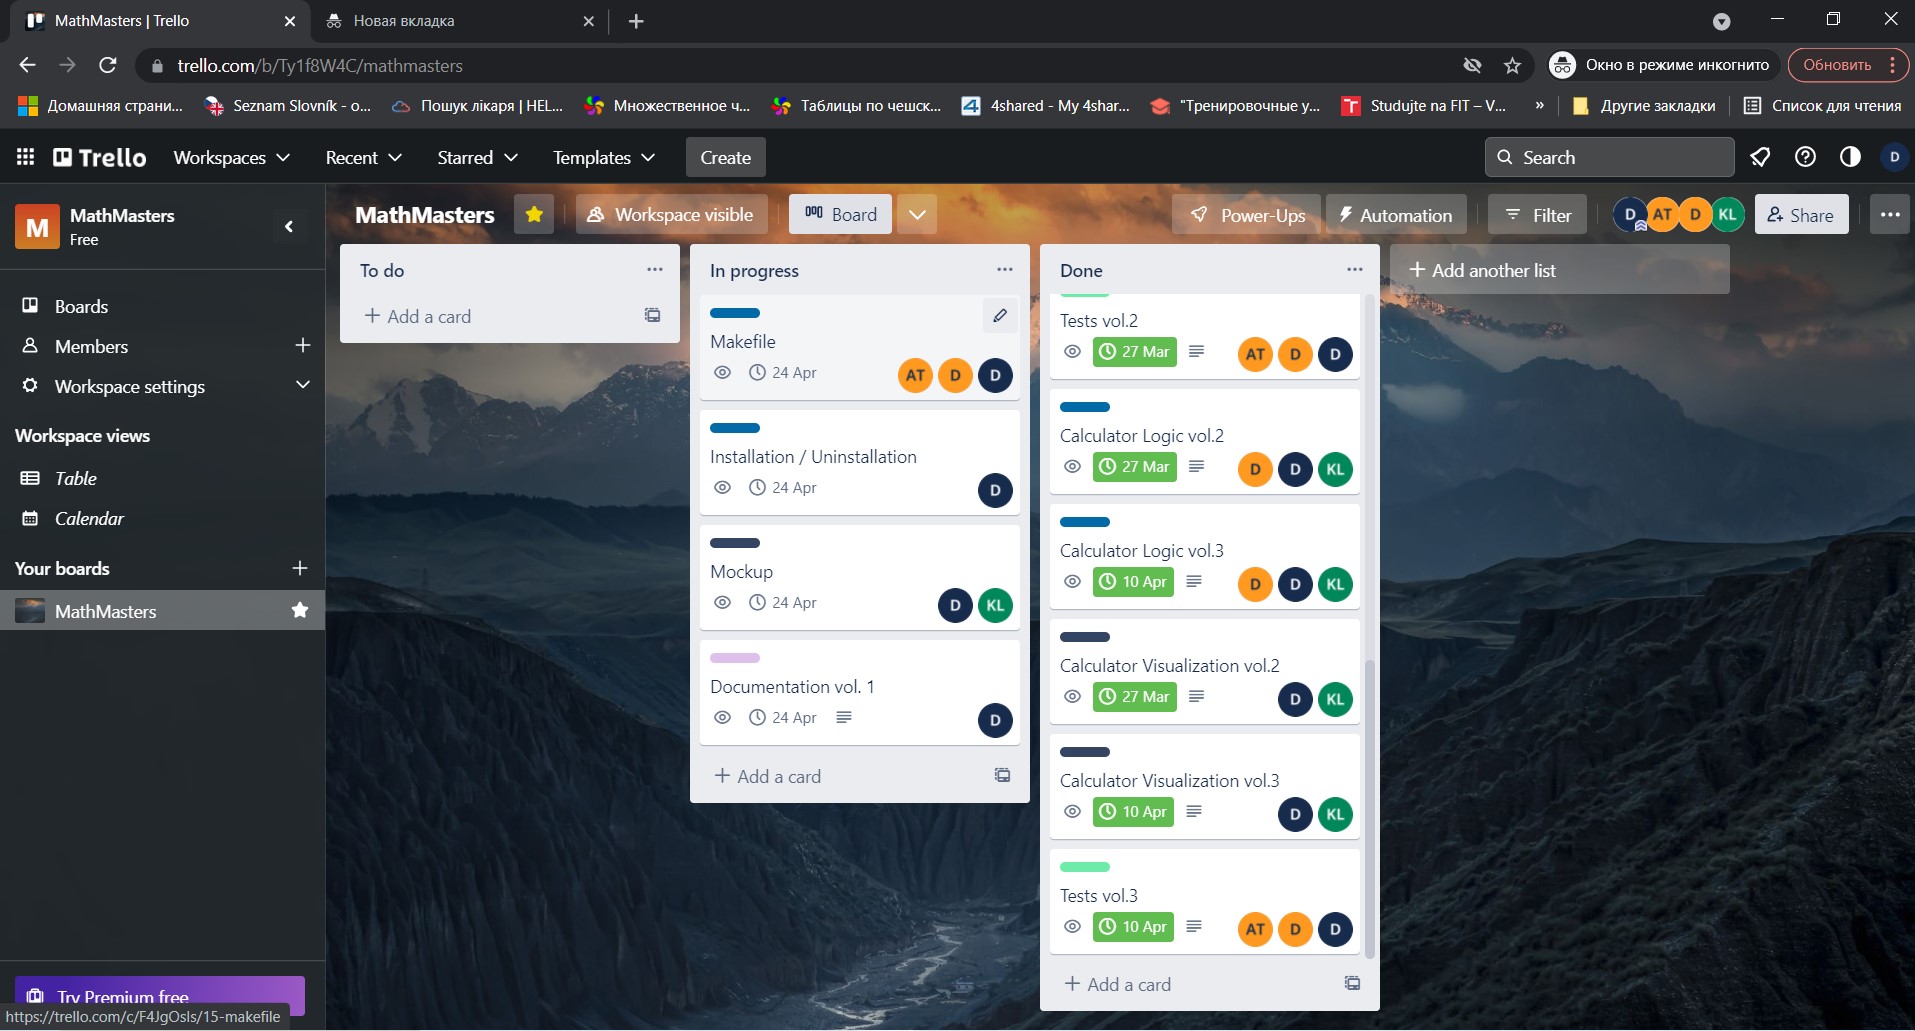 MathMasters | Trello
Новая вкладка
trello.com/b/Ty1f8W4C/mathmasters
Окно в режиме инкогнито
Обновить
Домашняя страни...
Seznam Slovník - o...
Пошук лікаря | HEL...
Множественное ч...
Таблицы по чешск...
4shared - My 4shar...
"Тренировочные у...
Studujte na FIT – V...
»
Другие закладки
Список для чтения
Trello
Workspaces
Recent
Starred
Templates
Create
Search
D
M
MathMasters
Free
MathMasters
Workspace visible
Board
Power-Ups
Automation
Filter
D AT D KL
Share
Boards
Members
Workspace settings
Workspace views
Table
Calendar
Your boards
MathMasters
Try Premium free
https://trello.com/c/F4JgOsIs/15-makefile
To do
+ Add a card
In progress
Makefile
24 Apr
AT D D
Installation / Uninstallation
24 Apr
D
Mockup
24 Apr
D KL
Documentation vol. 1
24 Apr
D
+ Add a card
Done
Tests vol.2
27 Mar
AT D D
Calculator Logic vol.2
27 Mar
D D KL
Calculator Logic vol.3
10 Apr
D D KL
Calculator Visualization vol.2
27 Mar
D KL
Calculator Visualization vol.3
10 Apr
D KL
Tests vol.3
10 Apr
AT D D
+ Add a card
+ Add another list